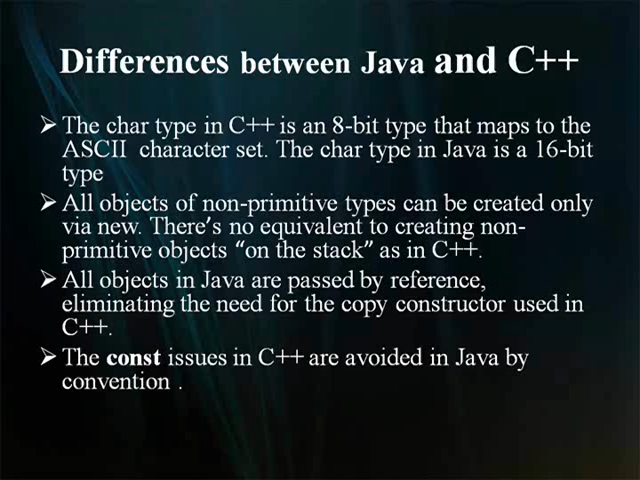 Differences between Java and C++
➢ The char type in C++ is an 8-bit type that maps to the
ASCII character set. The char type in Java is a 16-bit
type
➢ All objects of non-primitive types can be created only
via new. There's no equivalent to creating non-
primitive objects “on the stack” as in C++.
➢ All objects in Java are passed by reference,
eliminating the need for the copy constructor used in
C++.
➢ The const issues in C++ are avoided in Java by
convention .